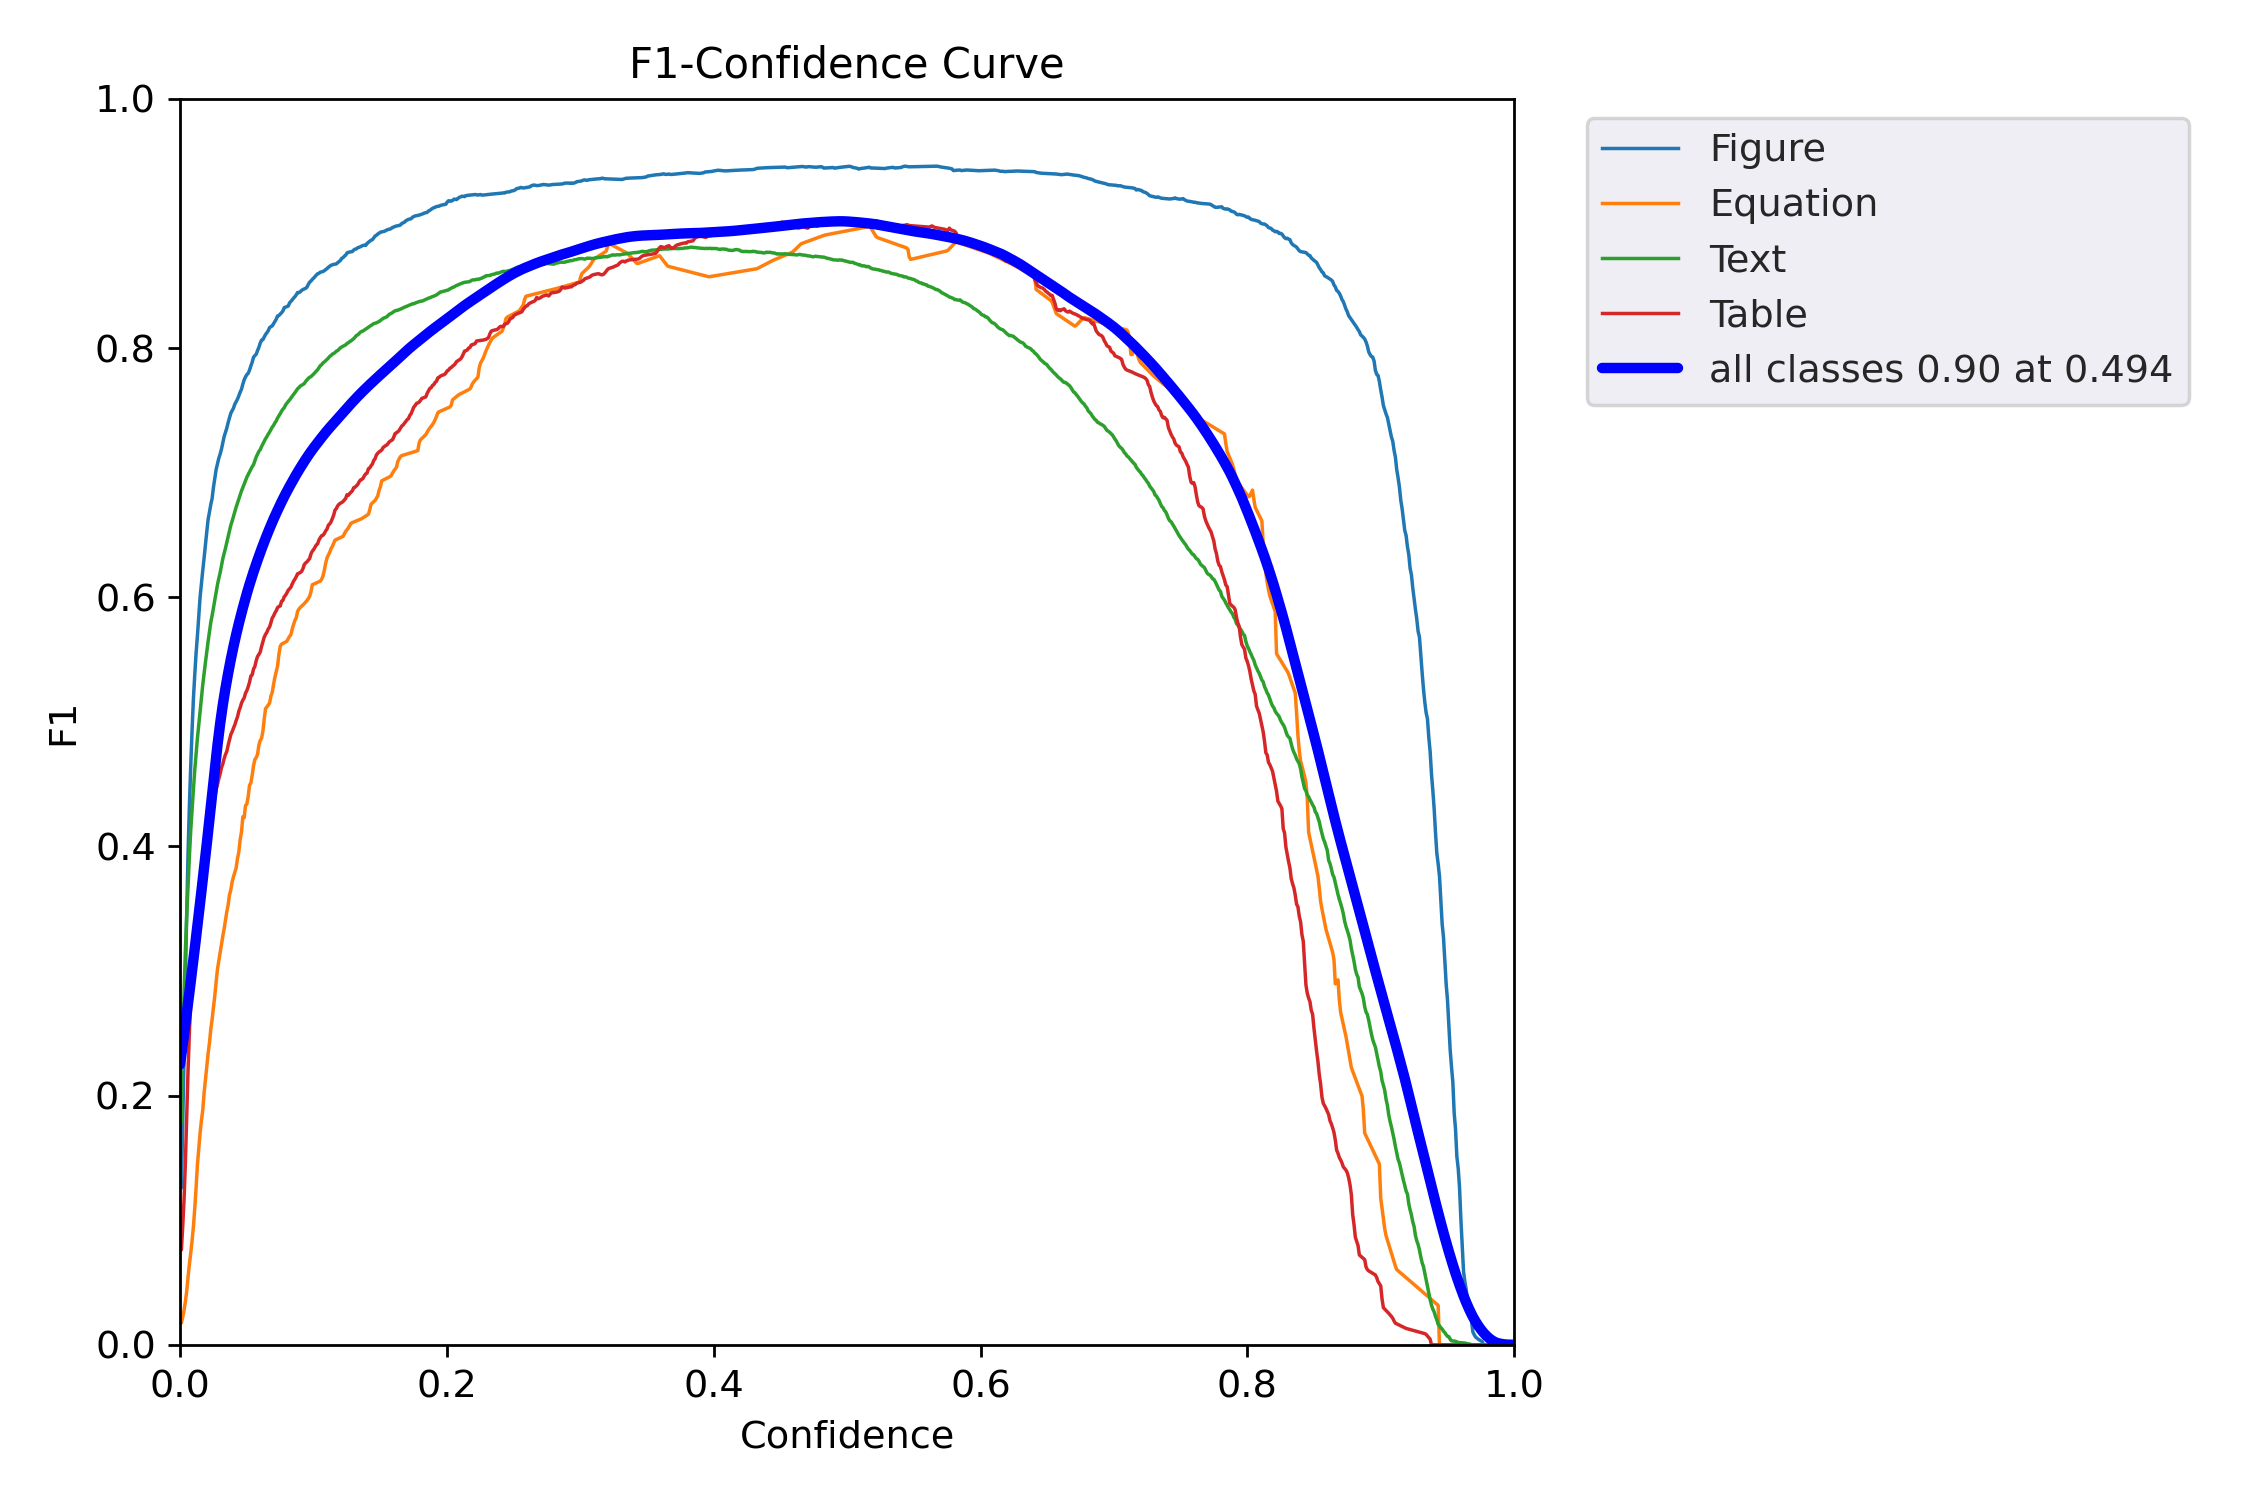 F1-Confidence Curve
1.0
0.8
0.6
0.4
0.2
0.0
F1
0.0 0.2 0.4 0.6 0.8 1.0
Confidence
Figure
Equation
Text
Table
all classes 0.90 at 0.494